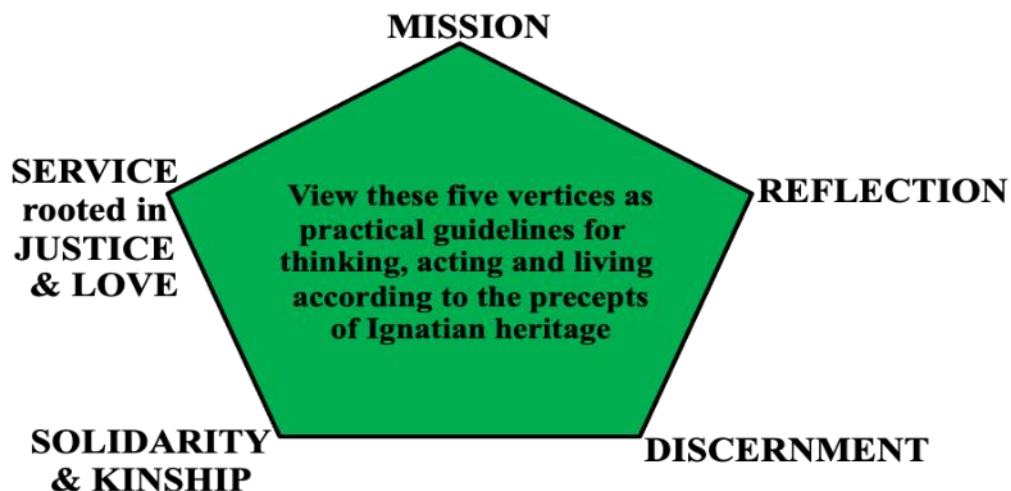 MISSION
SERVICE
rooted in
JUSTICE
& LOVE
View these five vertices as
practical guidelines for
thinking, acting and living
according to the precepts
of Ignatian heritage
REFLECTION
SOLIDARITY
& KINSHIP
DISCERNMENT